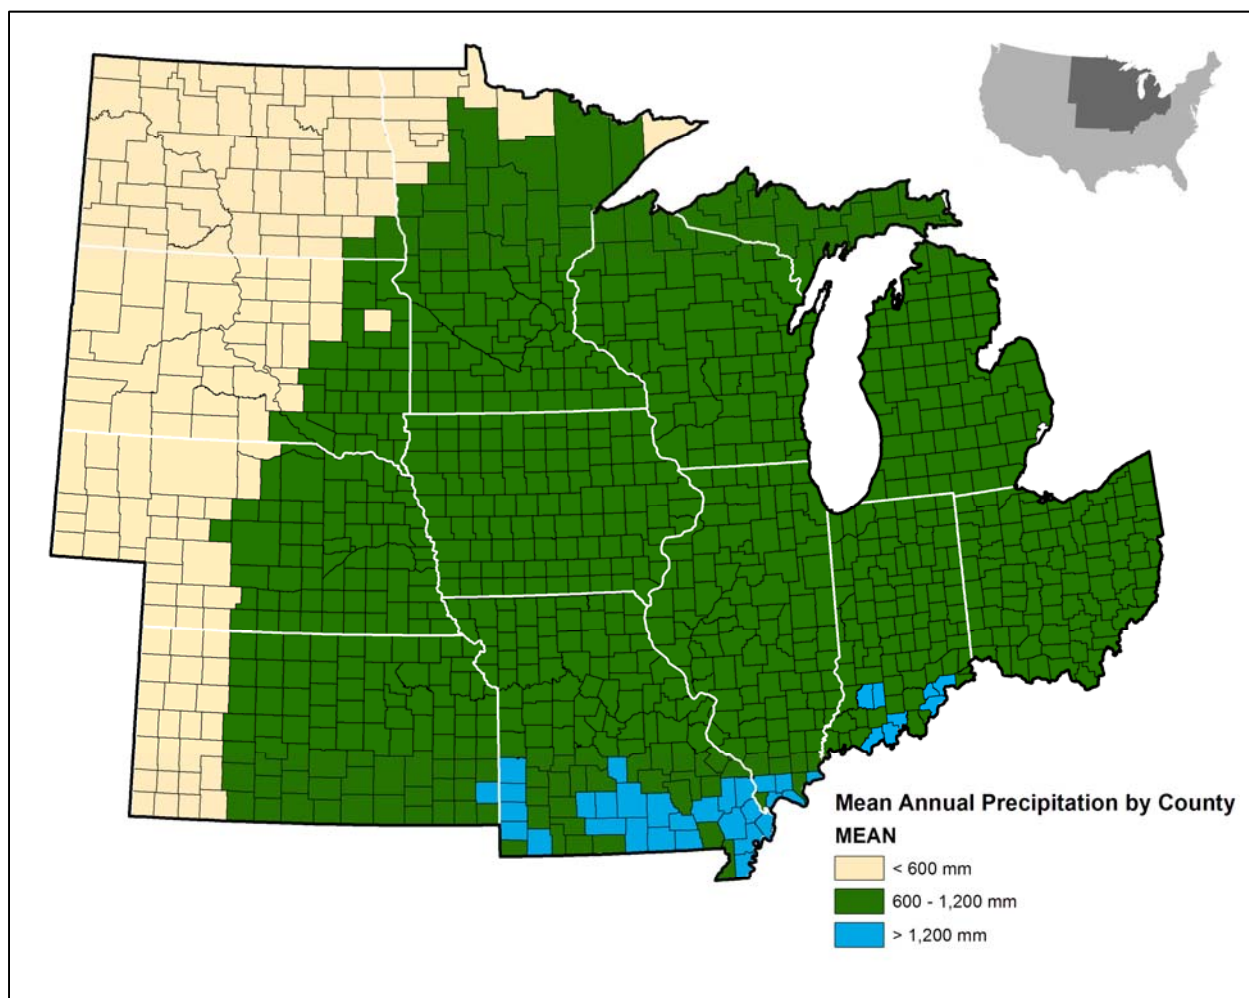 Mean Annual Precipitation by County
MEAN
< 600 mm
600 - 1,200 mm
> 1,200 mm